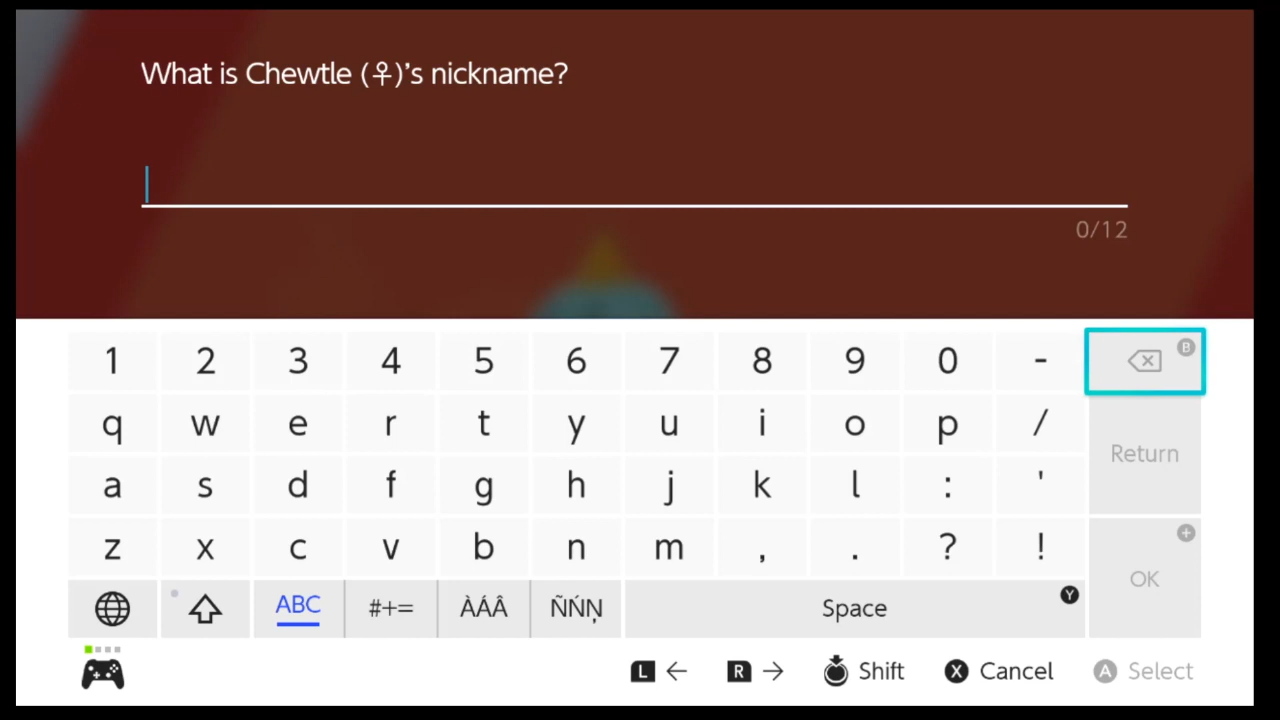 What is Chewtle (♀)'s nickname?
0/12
1 2 3 4 5 6 7 8 9 0 - B
q w e r t y u i o p /
Return
a s d f g h j k l : '
z x c v b n m , . ? ! +
OK
ABC #+= ÀÁÂ ÑŃŅ Space Y
L ← R → Shift X Cancel A Select